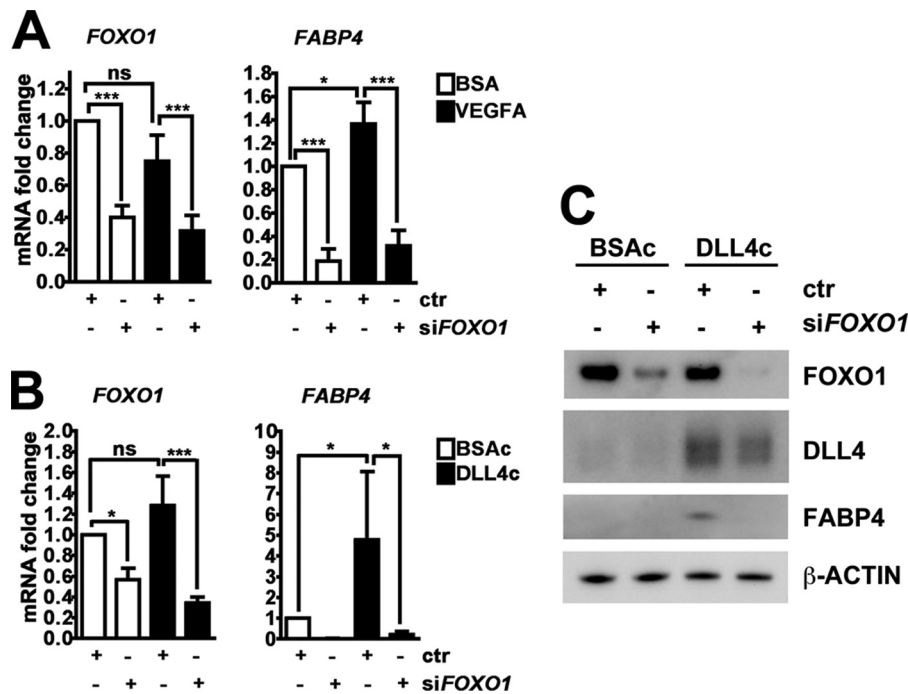 A
FOXO1
FABP4
mRNA fold change
1.2
1.0
0.8
0.6
0.4
0.2
0.0
ns
***
***
1.8
1.6
1.4
1.2
1.0
0.8
0.6
0.4
0.2
0.0
*
***
***
BSA
VEGFA
+ - + - + - + - ctr
- + - + - + - + siFOXO1
B
FOXO1
FABP4
mRNA fold change
2.0
1.8
1.6
1.4
1.2
1.0
0.8
0.6
0.4
0.2
0.0
ns
***
*
10
9
8
7
6
5
4
3
2
1
0
*
*
BSAc
DLL4c
+ - + - + - + - ctr
- + - + - + - + siFOXO1
C
BSAc DLL4c
+ - + - ctr
- + - + siFOXO1
FOXO1
DLL4
FABP4
β-ACTIN